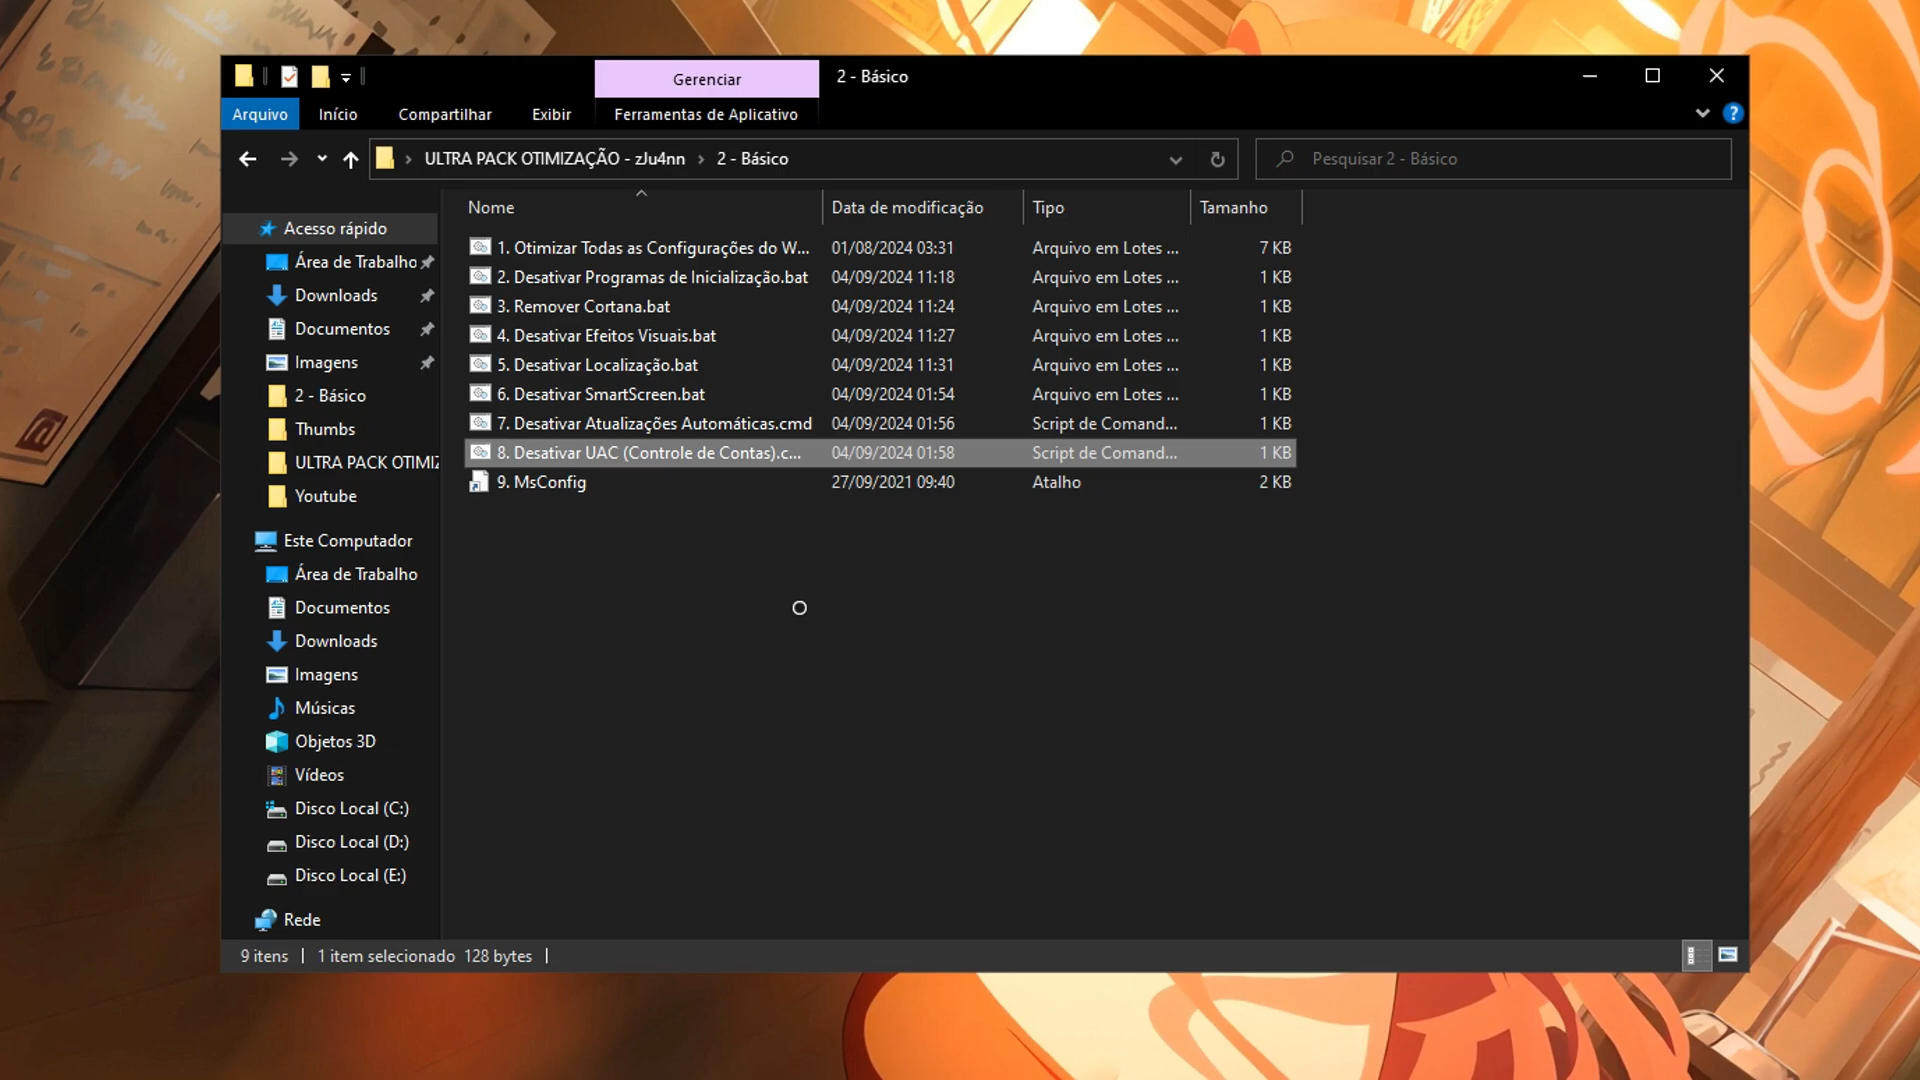 Gerenciar
2 - Básico
Arquivo
Início
Compartilhar
Exibir
Ferramentas de Aplicativo
ULTRA PACK OTIMIZAÇÃO - zJu4nn › 2 - Básico
Pesquisar 2 - Básico
Nome
Data de modificação
Tipo
Tamanho
1. Otimizar Todas as Configurações do W... 01/08/2024 03:31 Arquivo em Lotes ... 7 KB
2. Desativar Programas de Inicialização.bat 04/09/2024 11:18 Arquivo em Lotes ... 1 KB
3. Remover Cortana.bat 04/09/2024 11:24 Arquivo em Lotes ... 1 KB
4. Desativar Efeitos Visuais.bat 04/09/2024 11:27 Arquivo em Lotes ... 1 KB
5. Desativar Localização.bat 04/09/2024 11:31 Arquivo em Lotes ... 1 KB
6. Desativar SmartScreen.bat 04/09/2024 01:54 Arquivo em Lotes ... 1 KB
7. Desativar Atualizações Automáticas.cmd 04/09/2024 01:56 Script de Comand... 1 KB
8. Desativar UAC (Controle de Contas).c... 04/09/2024 01:58 Script de Comand... 1 KB
9. MsConfig 27/09/2021 09:40 Atalho 2 KB
Acesso rápido
Área de Trabalho
Downloads
Documentos
Imagens
2 - Básico
Thumbs
ULTRA PACK OTIMIZ
Youtube
Este Computador
Área de Trabalho
Documentos
Downloads
Imagens
Músicas
Objetos 3D
Vídeos
Disco Local (C:)
Disco Local (D:)
Disco Local (E:)
Rede
9 itens
1 item selecionado 128 bytes